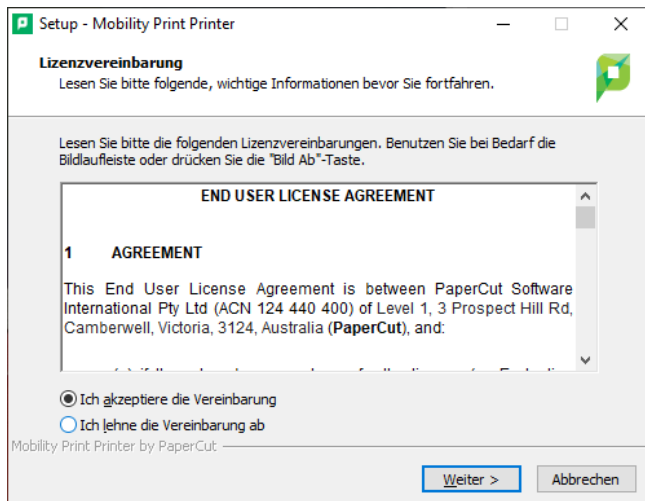 Setup - Mobility Print Printer
Lizenzvereinbarung
Lesen Sie bitte folgende, wichtige Informationen bevor Sie fortfahren.
Lesen Sie bitte die folgenden Lizenzvereinbarungen. Benutzen Sie bei Bedarf die
Bildlaufleiste oder drücken Sie die "Bild Ab"-Taste.
END USER LICENSE AGREEMENT
1 AGREEMENT
This End User License Agreement is between PaperCut Software
International Pty Ltd (ACN 124 440 400) of Level 1, 3 Prospect Hill Rd,
Camberwell, Victoria, 3124, Australia (PaperCut), and:
Ich akzeptiere die Vereinbarung
Ich lehne die Vereinbarung ab
Mobility Print Printer by PaperCut
Weiter >
Abbrechen